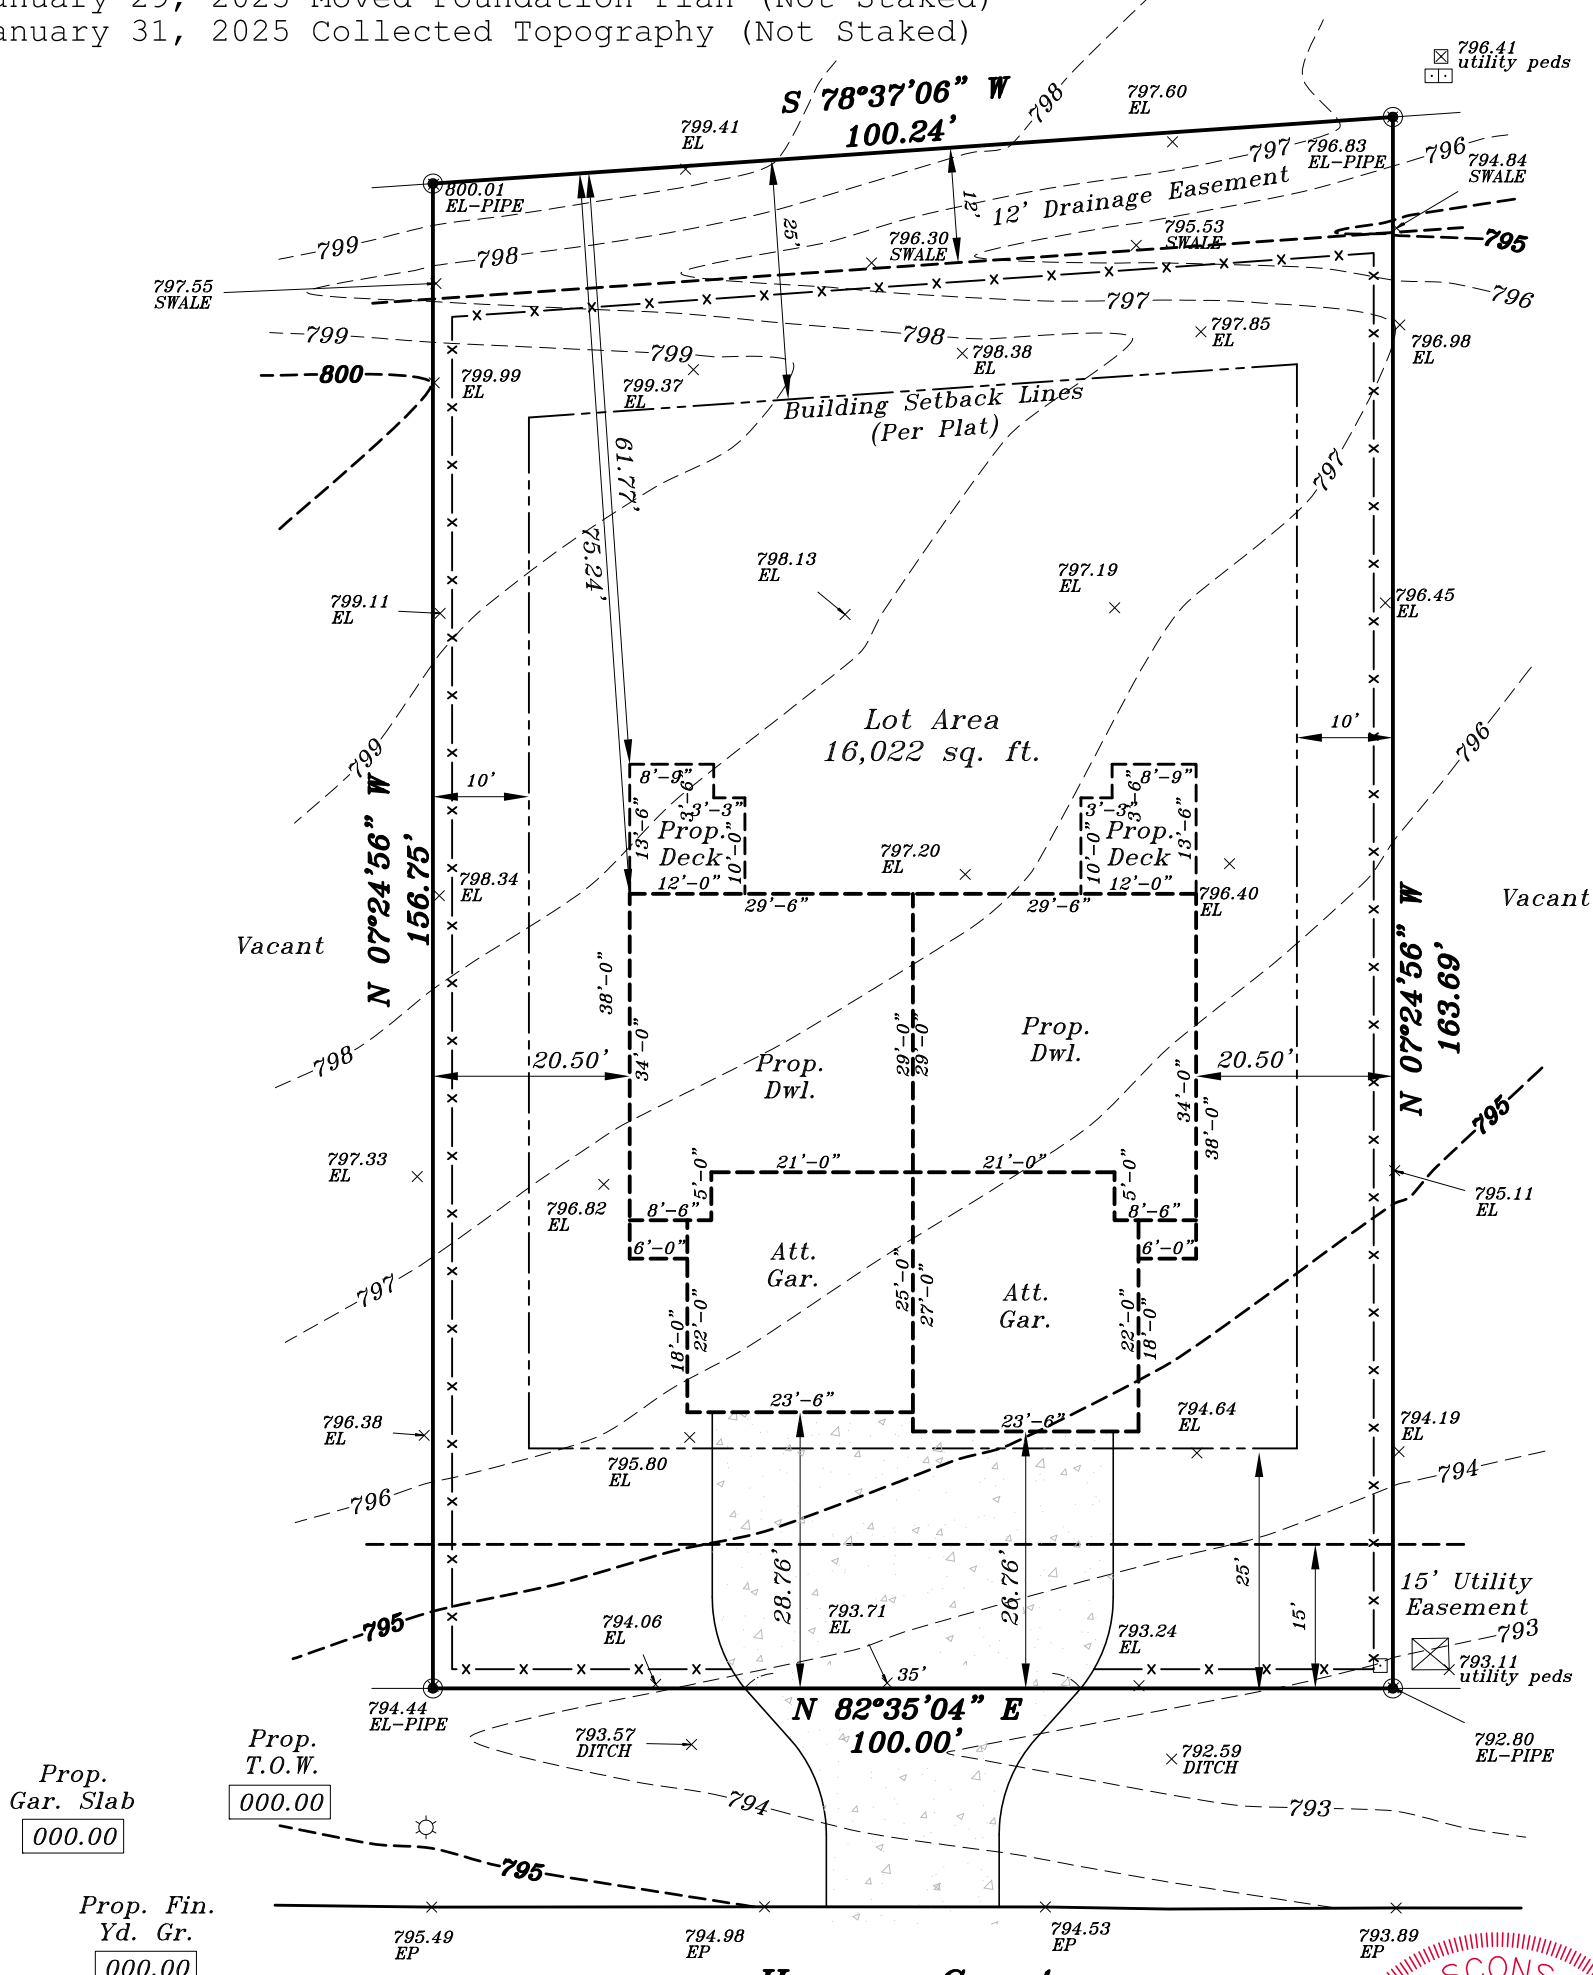 anuary 29, 2025 Moved Foundation Plan (Not Staked)
anuary 31, 2025 Collected Topography (Not Staked)
796.41
utility peds
S 78°37'06" W
100.24'
798
797.60
EL
799.41
EL
797
796.83
EL-PIPE
796
794.84
SWALE
800.01
EL-PIPE
12' Drainage Easement
12'
25'
799
798
796.30
SWALE
795.53
SWALE
795
797.55
SWALE
797
796
799
799
798
797.85
EL
796.98
EL
798.38
EL
800
799.99
EL
799.37
EL
Building Setback Lines
(Per Plat)
61.77'
75.24'
797
798.13
EL
797.19
EL
799.11
EL
796.45
EL
Lot Area
16,022 sq. ft.
10'
10'
799
796
8'-9"
3'-6"
3'-3"
13'-6"
10'-0"
Prop.
Deck
12'-0"
8'-9"
3'-6"
3'-3"
13'-6"
10'-0"
Prop.
Deck
12'-0"
N 07°24'56" W
156.75'
797.20
EL
798.34
EL
29'-6"
29'-6"
796.40
EL
Vacant
Vacant
N 07°24'56" W
163.69'
38'-0"
34'-0"
29'-0"
29'-0"
Prop.
Dwl.
Prop.
Dwl.
34'-0"
38'-0"
20.50'
20.50'
798
795
797.33
EL
796.82
EL
21'-0"
21'-0"
5'-0"
5'-0"
8'-6"
8'-6"
6'-0"
6'-0"
795.11
EL
Att.
Gar.
Att.
Gar.
25'-0"
27'-0"
797
18'-0"
22'-0"
22'-0"
18'-0"
23'-6"
23'-6"
796.38
EL
795.80
EL
794.64
EL
794.19
EL
796
794
28.76'
26.76'
25'
15'
15' Utility
Easement
795
794.06
EL
793.71
EL
793.24
EL
793
793.11
utility peds
35'
N 82°35'04" E
100.00'
794.44
EL-PIPE
793.57
DITCH
792.59
DITCH
792.80
EL-PIPE
Prop.
T.O.W.
000.00
Prop.
Gar. Slab
000.00
794
793
795
Prop. Fin.
Yd. Gr.
000.00
795.49
EP
794.98
EP
794.53
EP
793.89
EP
SCONS